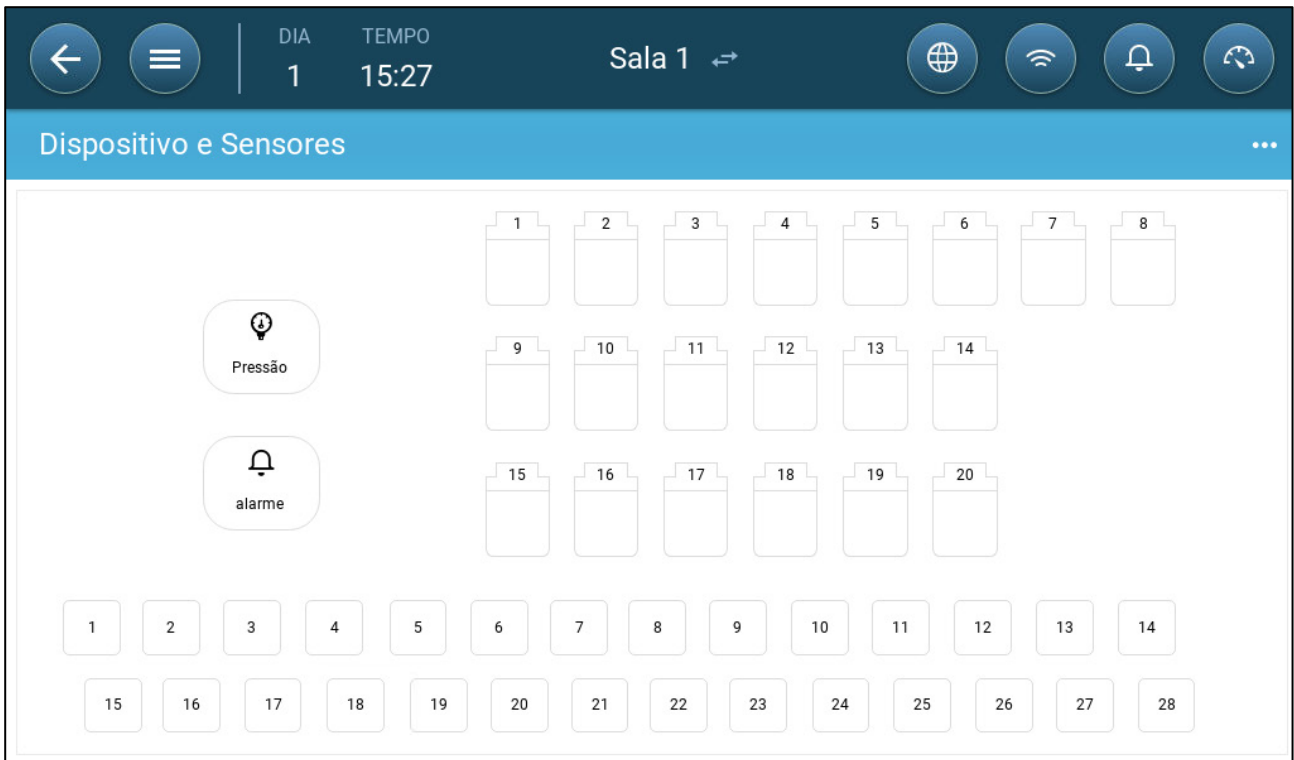 DIA TEMPO
1 15:27 Sala 1
Dispositivo e Sensores
1 2 3 4 5 6 7 8
Pressão
9 10 11 12 13 14
alarme
15 16 17 18 19 20
1 2 3 4 5 6 7 8 9 10 11 12 13 14
15 16 17 18 19 20 21 22 23 24 25 26 27 28